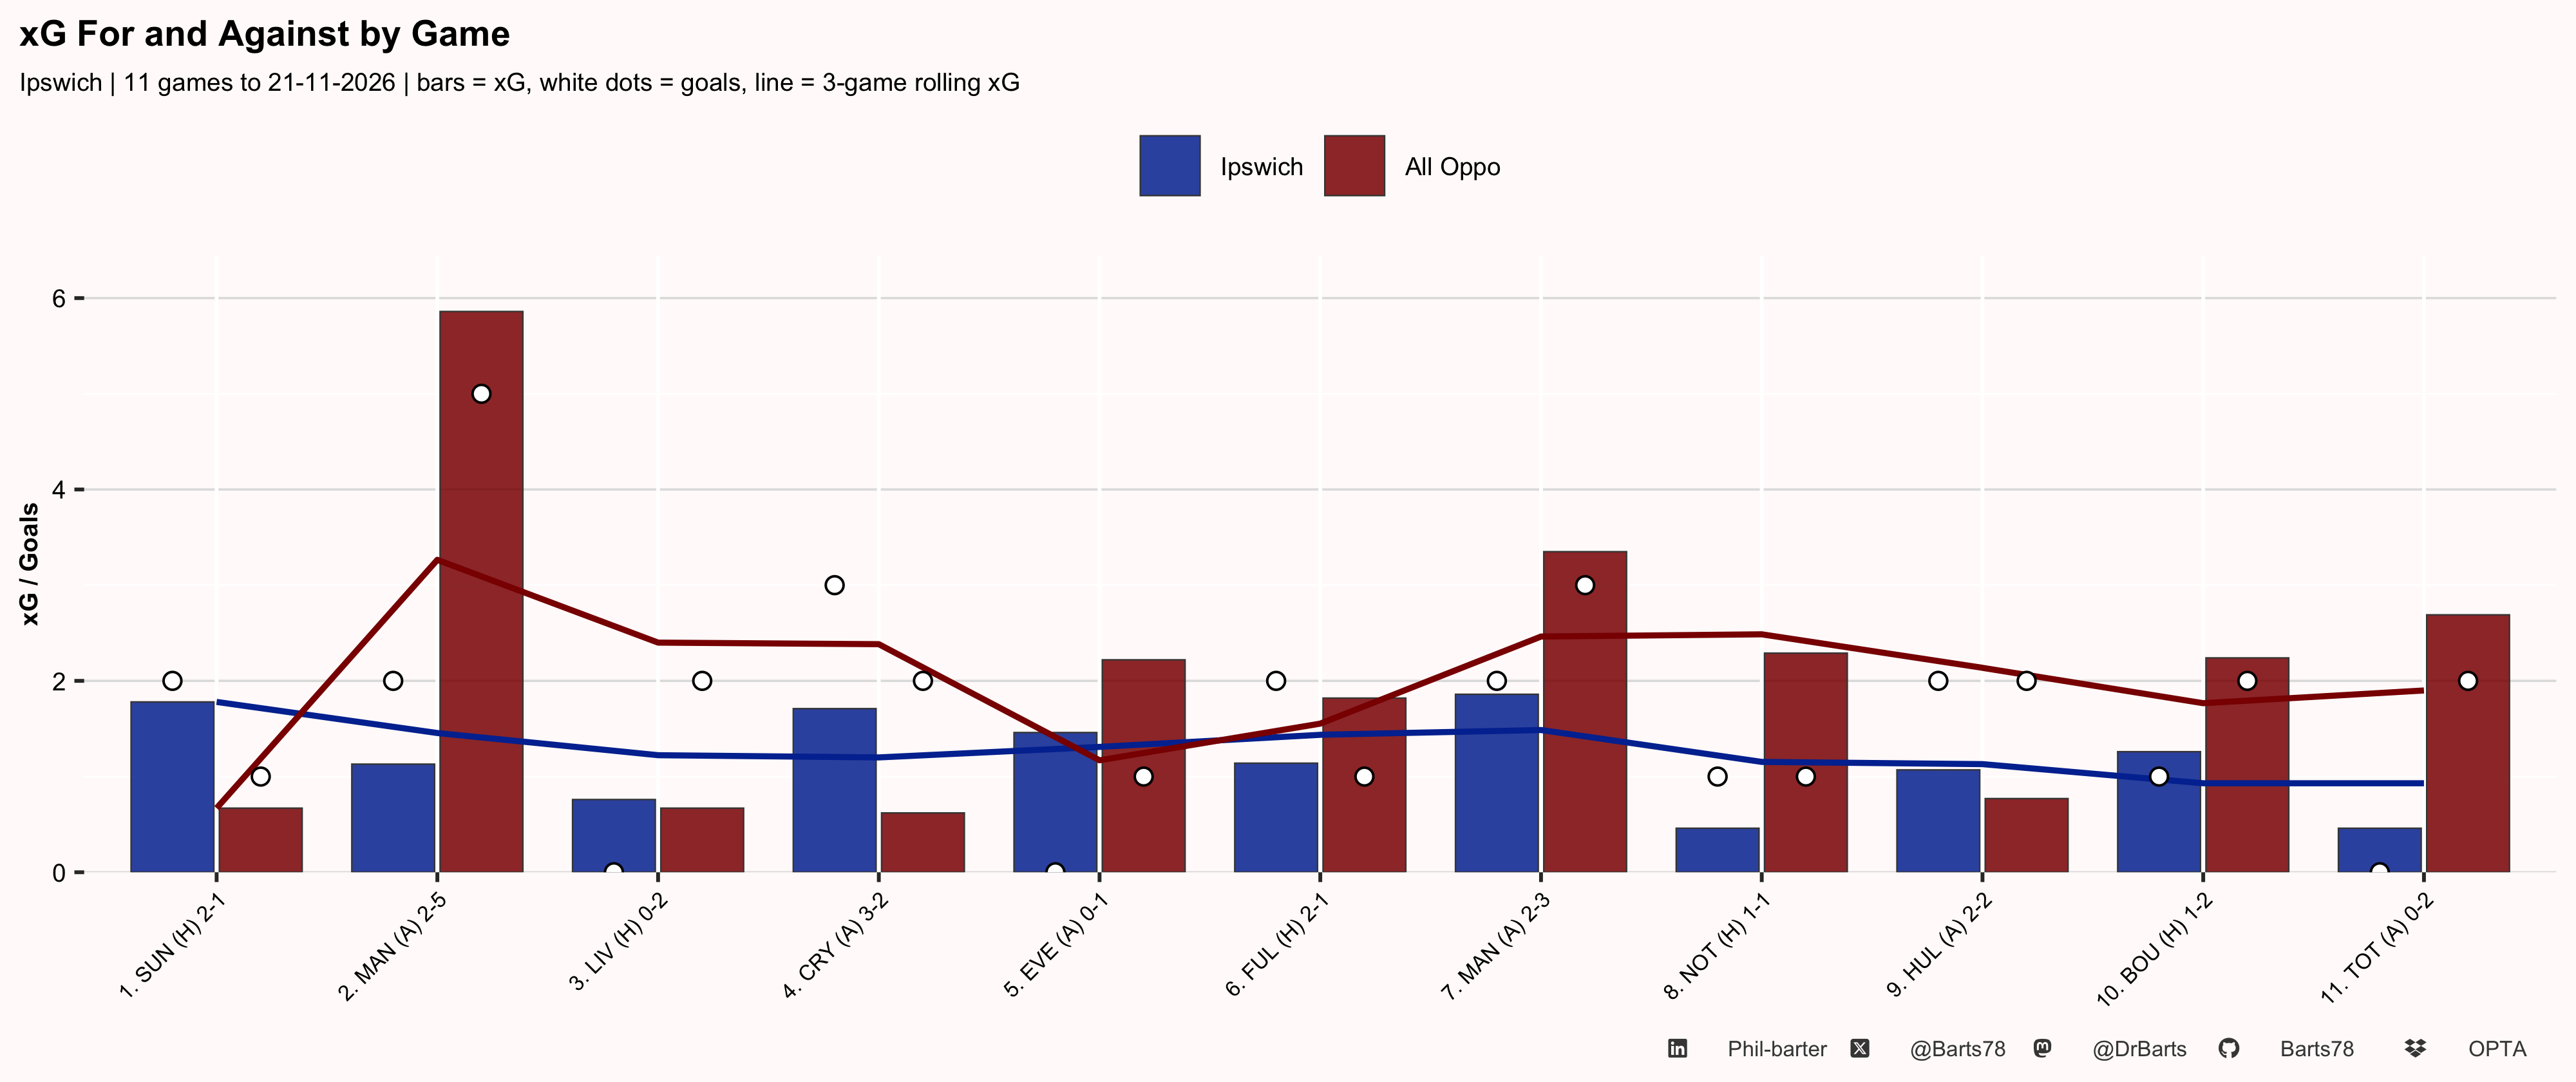 xG For and Against by Game
Ipswich | 11 games to 21-11-2026 | bars = xG, white dots = goals, line = 3-game rolling xG
Ipswich
All Oppo
xG / Goals
6
4
2
0
1. SUN (H) 2-1
2. MAN (A) 2-5
3. LIV (H) 0-2
4. CRY (A) 3-2
5. EVE (A) 0-1
6. FUL (H) 2-1
7. MAN (A) 2-3
8. NOT (H) 1-1
9. HUL (A) 2-2
10. BOU (H) 1-2
11. TOT (A) 0-2
Phil-barter @Barts78 @DrBarts Barts78 OPTA